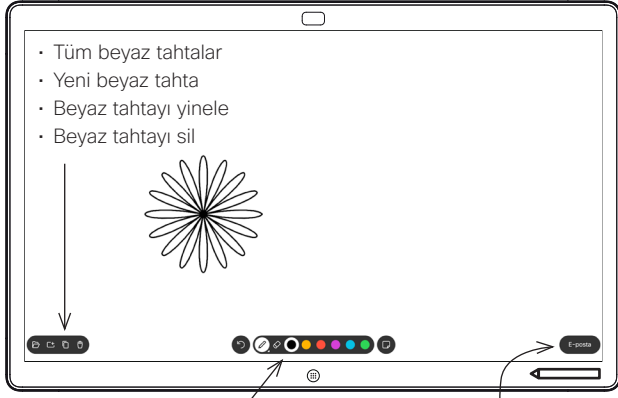 · Tüm beyaz tahtalar
· Yeni beyaz tahta
· Beyaz tahtayı yinele
· Beyaz tahtayı sil
E-posta